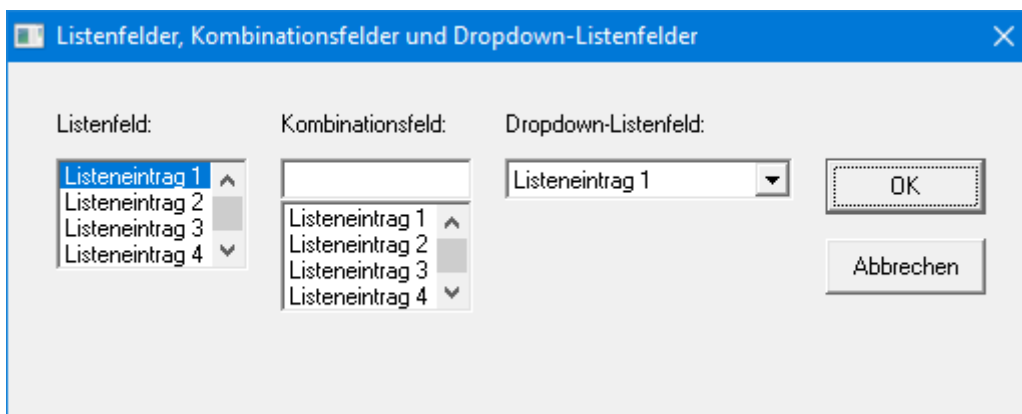 Listenfelder, Kombinationsfelder und Dropdown-Listenfelder
Listenfeld:
Kombinationsfeld:
Dropdown-Listenfeld:
Listeneintrag 1
Listeneintrag 2
Listeneintrag 3
Listeneintrag 4
Listeneintrag 1
Listeneintrag 2
Listeneintrag 3
Listeneintrag 4
Listeneintrag 1
OK
Abbrechen